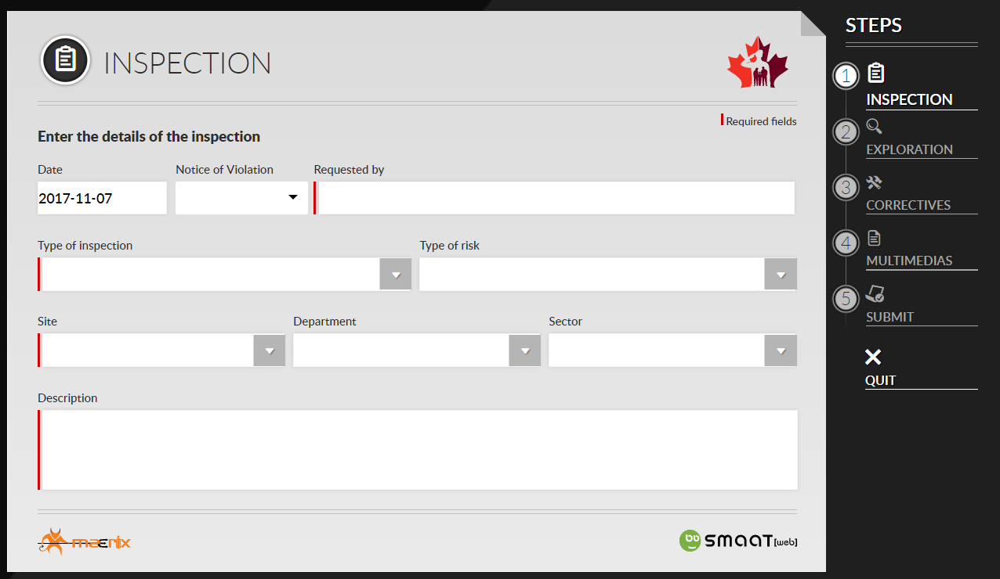 INSPECTION
Required fields
Enter the details of the inspection
Date Notice of Violation Requested by
2017-11-07
Type of inspection Type of risk
Site Department Sector
Description
maerix
SMAAT[web]
STEPS
1
INSPECTION
2
EXPLORATION
3
CORRECTIVES
4
MULTIMEDIAS
5
SUBMIT
QUIT